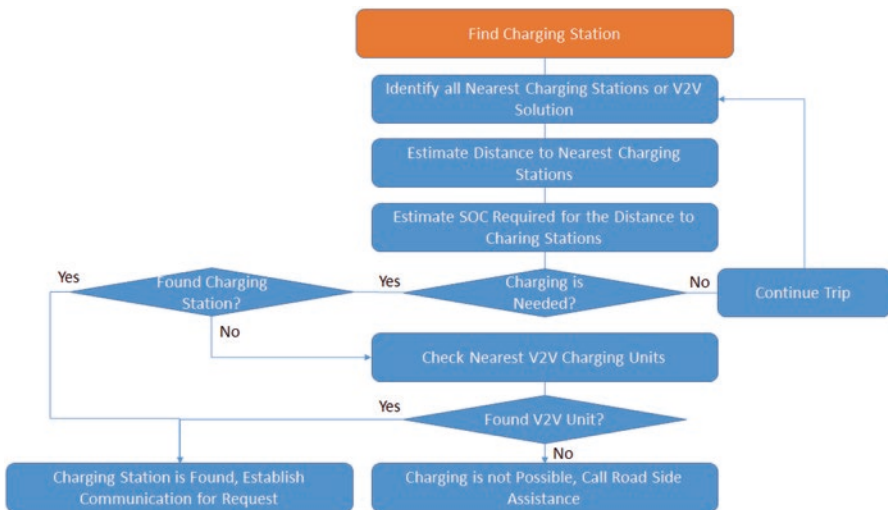 Find Charging Station
Identify all Nearest Charging Stations or V2V
Solution
Estimate Distance to Nearest Charging
Stations
Estimate SOC Required for the Distance to
Charing Stations
Yes
Found Charging
Station?
Yes
Charging is
Needed?
No
Continue Trip
No
Check Nearest V2V Charging Units
Yes
Found V2V Unit?
No
Charging Station is Found, Establish
Communication for Request
Charging is not Possible, Call Road Side
Assistance